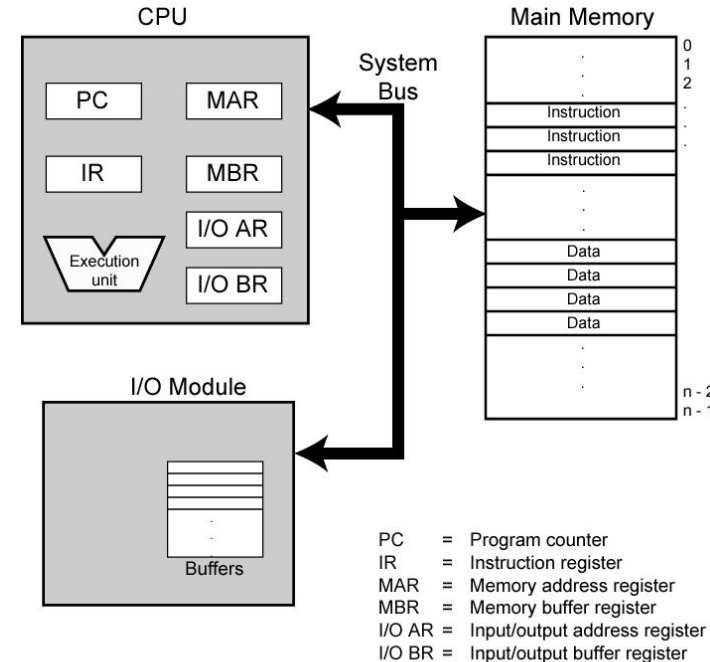 CPU
Main Memory
System
Bus
PC
MAR
IR
MBR
I/O AR
I/O BR
Execution
unit
0
1
2
.
.
.
Instruction
Instruction
Instruction
.
.
.
Data
Data
Data
Data
.
.
.
n - 2
n - 1
I/O Module
.
.
.
Buffers
PC = Program counter
IR = Instruction register
MAR = Memory address register
MBR = Memory buffer register
I/O AR = Input/output address register
I/O BR = Input/output buffer register